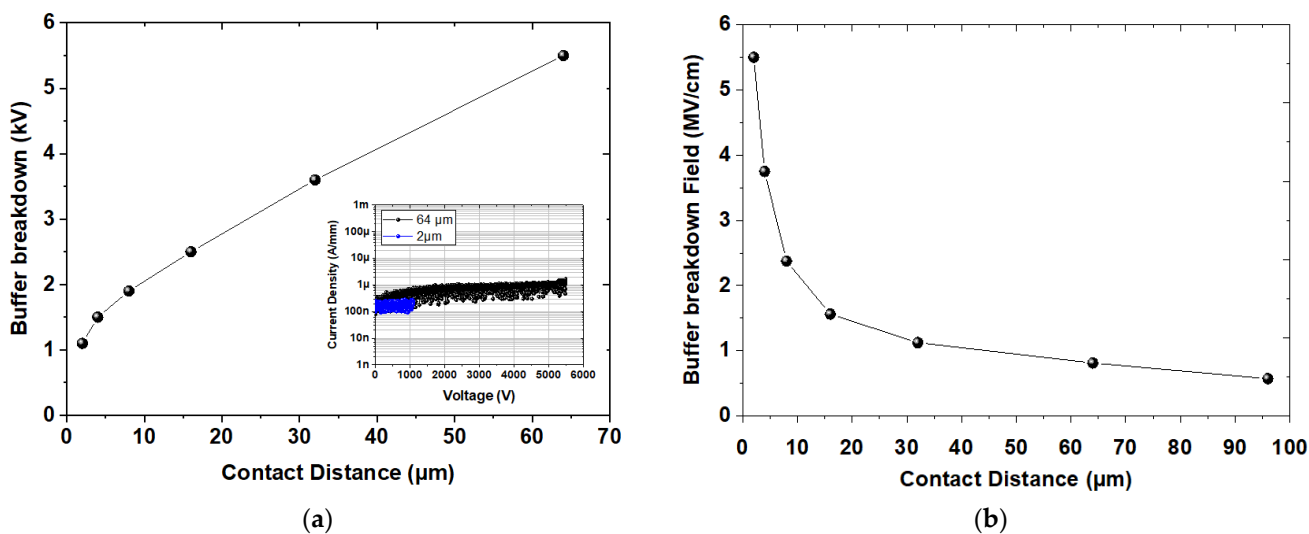 6
5
4
3
2
1
0
Buffer breakdown (kV)
0 10 20 30 40 50 60 70
Contact Distance (µm)
1m
100µ
10µ
1µ
100n
10n
1n
Current Density (A/mm)
64 µm
2µm
0 1000 2000 3000 4000 5000 6000
Voltage (V)
(a)
6
5
4
3
2
1
0
Buffer breakdown Field (MV/cm)
0 10 20 30 40 50 60 70 80 90 100
Contact Distance (µm)
(b)